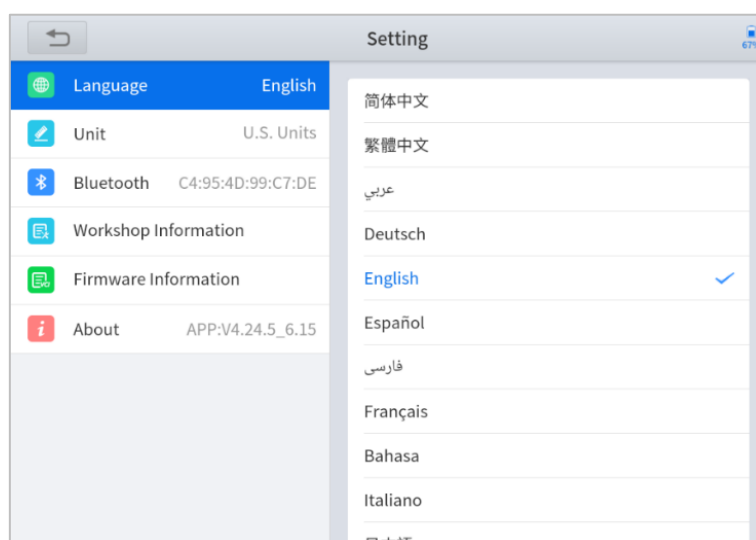 Setting
67%
Language English
Unit U.S. Units
Bluetooth C4:95:4D:99:C7:DE
Workshop Information
Firmware Information
About APP:V4.24.5_6.15
简体中文
繁體中文
عربي
Deutsch
English
Español
فارسی
Français
Bahasa
Italiano